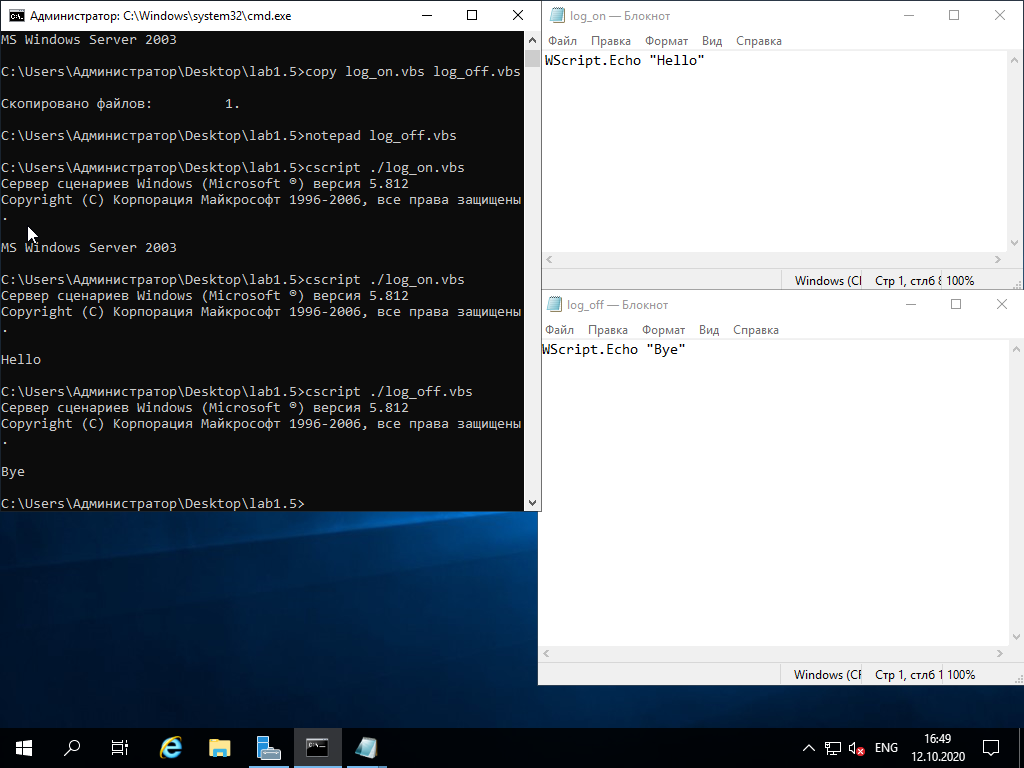 Администратор: C:\Windows\system32\cmd.exe
MS Windows Server 2003
C:\Users\Администратор\Desktop\lab1.5>copy log_on.vbs log_off.vbs
Скопировано файлов:         1.
C:\Users\Администратор\Desktop\lab1.5>notepad log_off.vbs
C:\Users\Администратор\Desktop\lab1.5>cscript ./log_on.vbs
Сервер сценариев Windows (Microsoft ®) версия 5.812
Copyright (C) Корпорация Майкрософт 1996-2006, все права защищены
.
MS Windows Server 2003
C:\Users\Администратор\Desktop\lab1.5>cscript ./log_on.vbs
Сервер сценариев Windows (Microsoft ®) версия 5.812
Copyright (C) Корпорация Майкрософт 1996-2006, все права защищены
.
Hello
C:\Users\Администратор\Desktop\lab1.5>cscript ./log_off.vbs
Сервер сценариев Windows (Microsoft ®) версия 5.812
Copyright (C) Корпорация Майкрософт 1996-2006, все права защищены
.
Bye
C:\Users\Администратор\Desktop\lab1.5>
log_on — Блокнот
Файл Правка Формат Вид Справка
WScript.Echo "Hello"
Windows (CI Стр 1, стлб 8 100%
log_off — Блокнот
Файл Правка Формат Вид Справка
WScript.Echo "Bye"
Windows (CF Стр 1, стлб 1 100%
ENG
16:49
12.10.2020